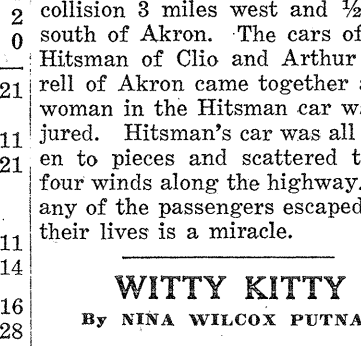 2
0
21
11
21
11
14
16
28
collision 3 miles west and ½
south of Akron. The cars of
Hitsman of Clio and Arthur
rell of Akron came together
woman in the Hitsman car
jured. Hitsman's car was all
en to pieces and scattered
four winds along the highway.
any of the passengers escaped
their lives is a miracle.
WITTY KITTY
By NINA WILCOX PUTNA